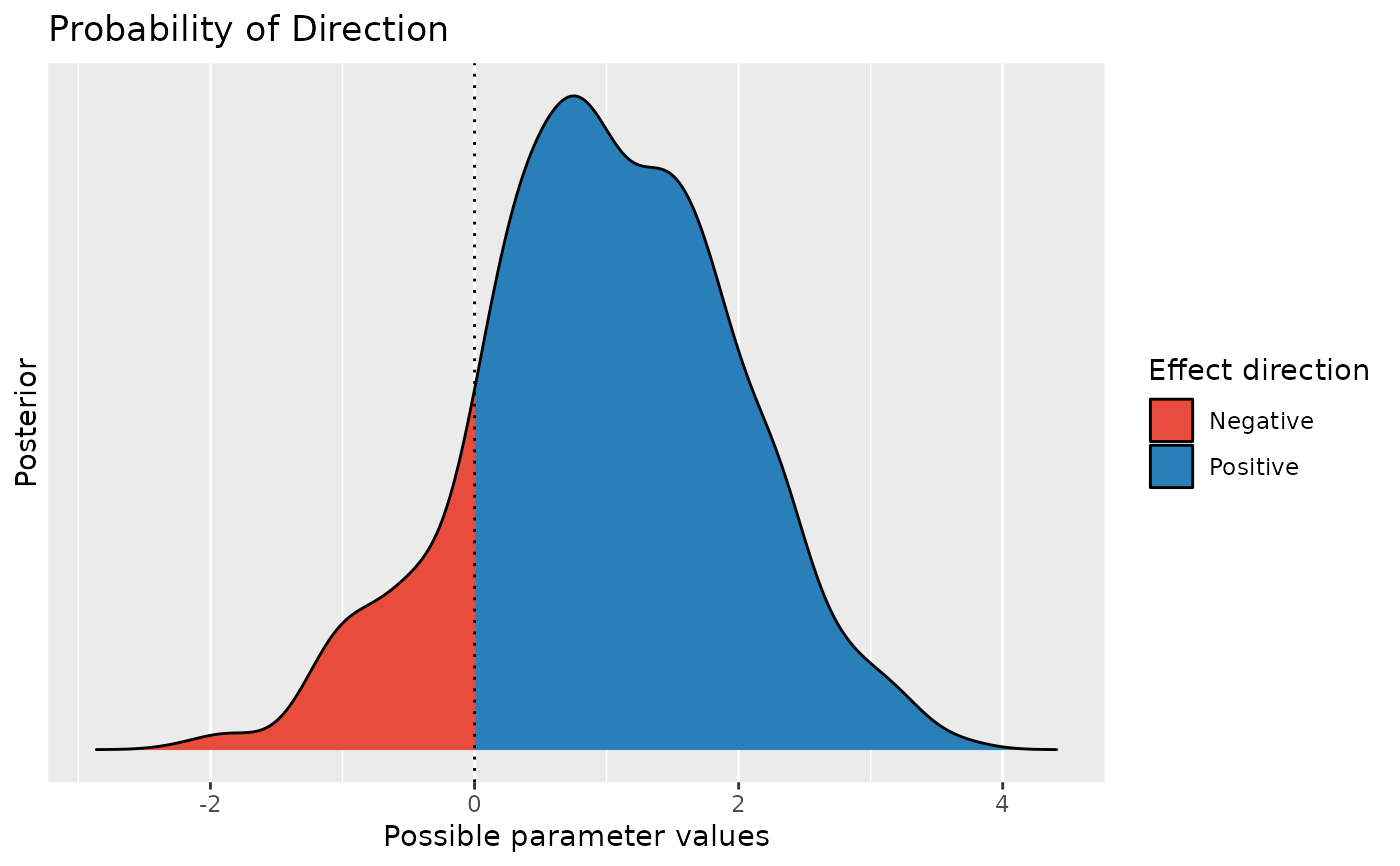 Probability of Direction
Posterior
Effect direction
Negative
Positive
-2 0 2 4
Possible parameter values